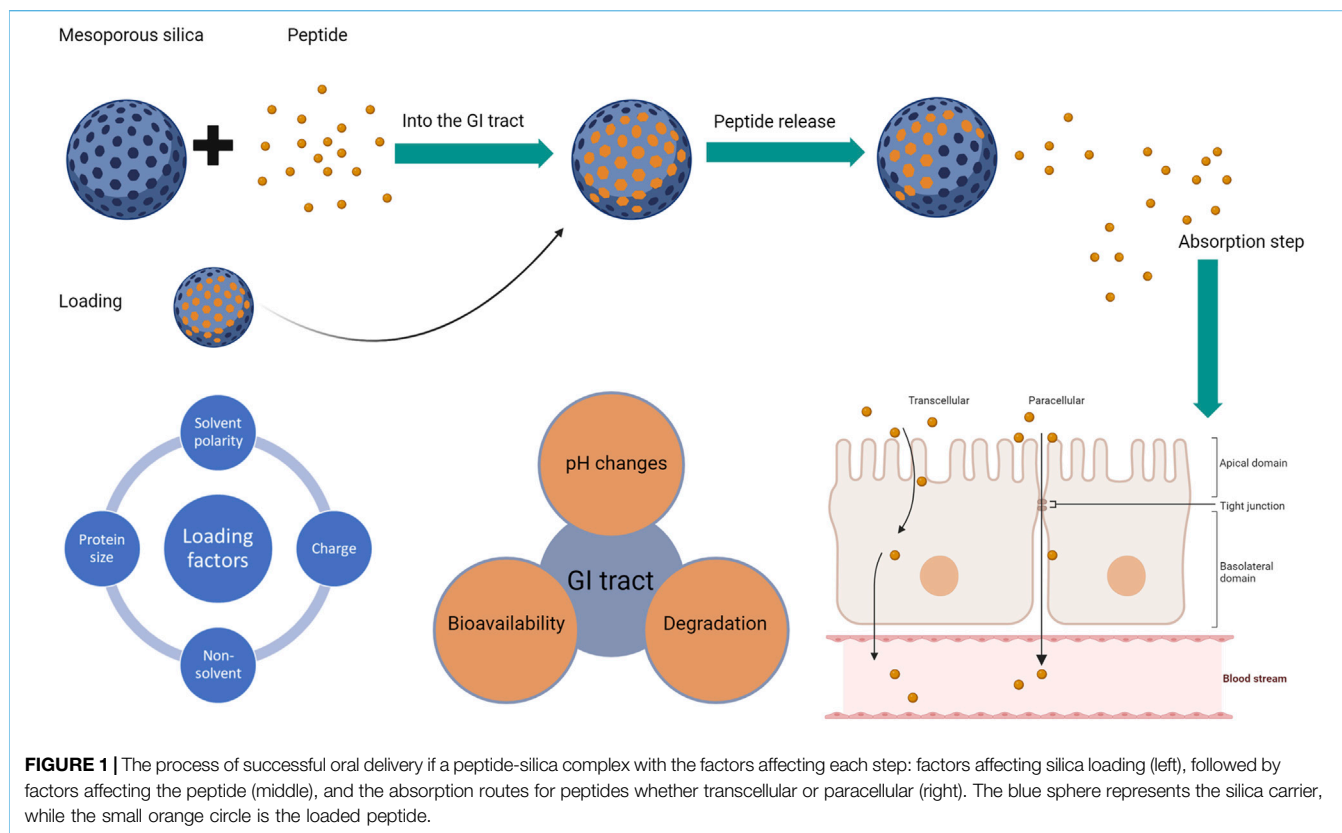 Mesoporous silica
Peptide
Into the GI tract
Peptide release
Absorption step
Loading
Solvent
polarity
Protein
size
Loading
factors
Charge
Non-
solvent
pH changes
GI tract
Bioavailability
Degradation
Transcellular
Paracellular
Apical domain
Tight junction
Basolateral
domain
Blood stream
FIGURE 1 | The process of successful oral delivery if a peptide-silica complex with the factors affecting each step: factors affecting silica loading (left), followed by
factors affecting the peptide (middle), and the absorption routes for peptides whether transcellular or paracellular (right). The blue sphere represents the silica carrier,
while the small orange circle is the loaded peptide.